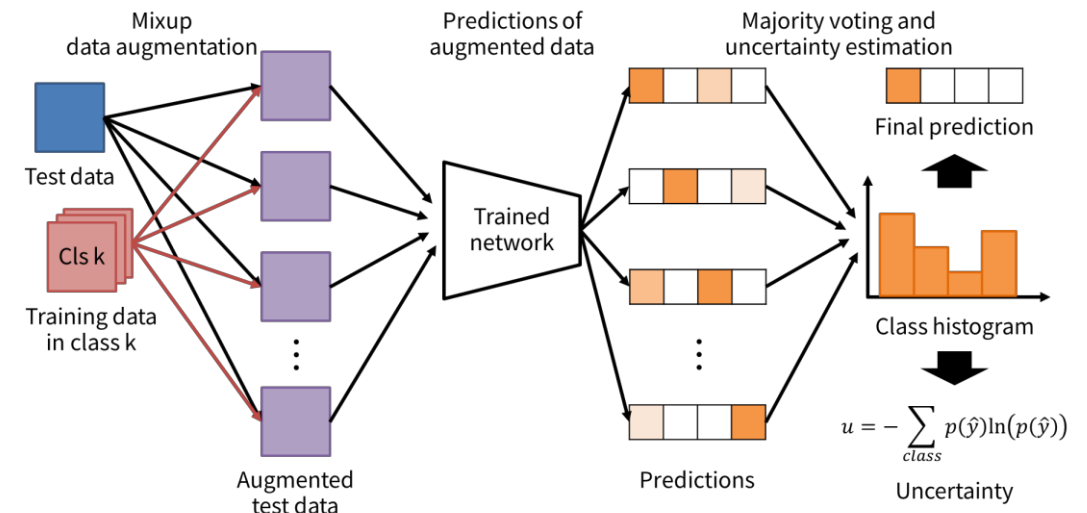 Mixup
data augmentation
Predictions of
augmented data
Majority voting and
uncertainty estimation
Test data
Cls k
Training data
in class k
Augmented
test data
Trained
network
Predictions
Final prediction
Class histogram
u = − ∑ p(ŷ)ln(p(ŷ))
class
Uncertainty